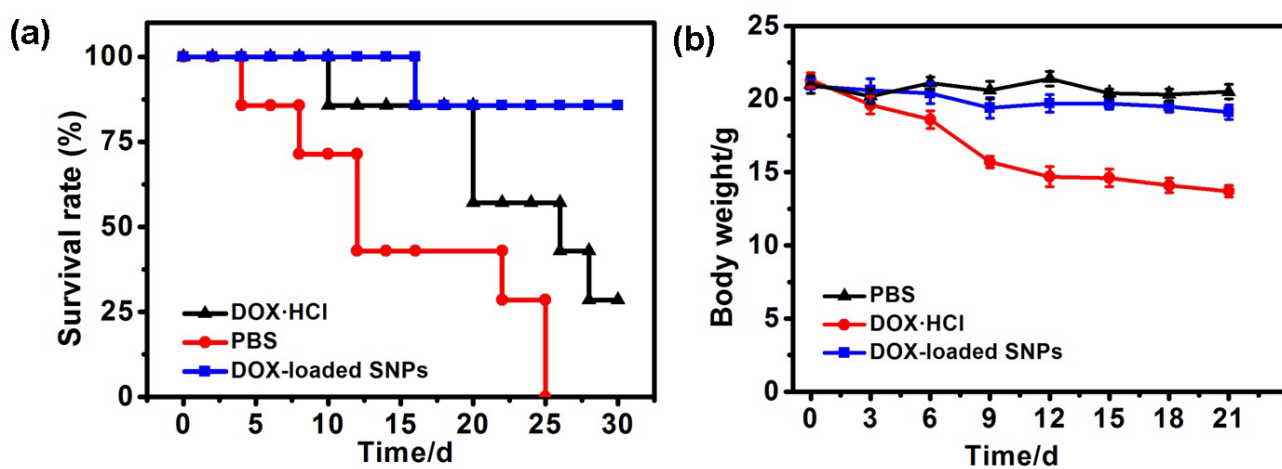 (a)
Survival rate (%)
100
75
50
25
0
DOX·HCl
PBS
DOX-loaded SNPs
0 5 10 15 20 25 30
Time/d
(b)
Body weight/g
25
20
15
10
5
0
PBS
DOX·HCl
DOX-loaded SNPs
0 3 6 9 12 15 18 21
Time/d